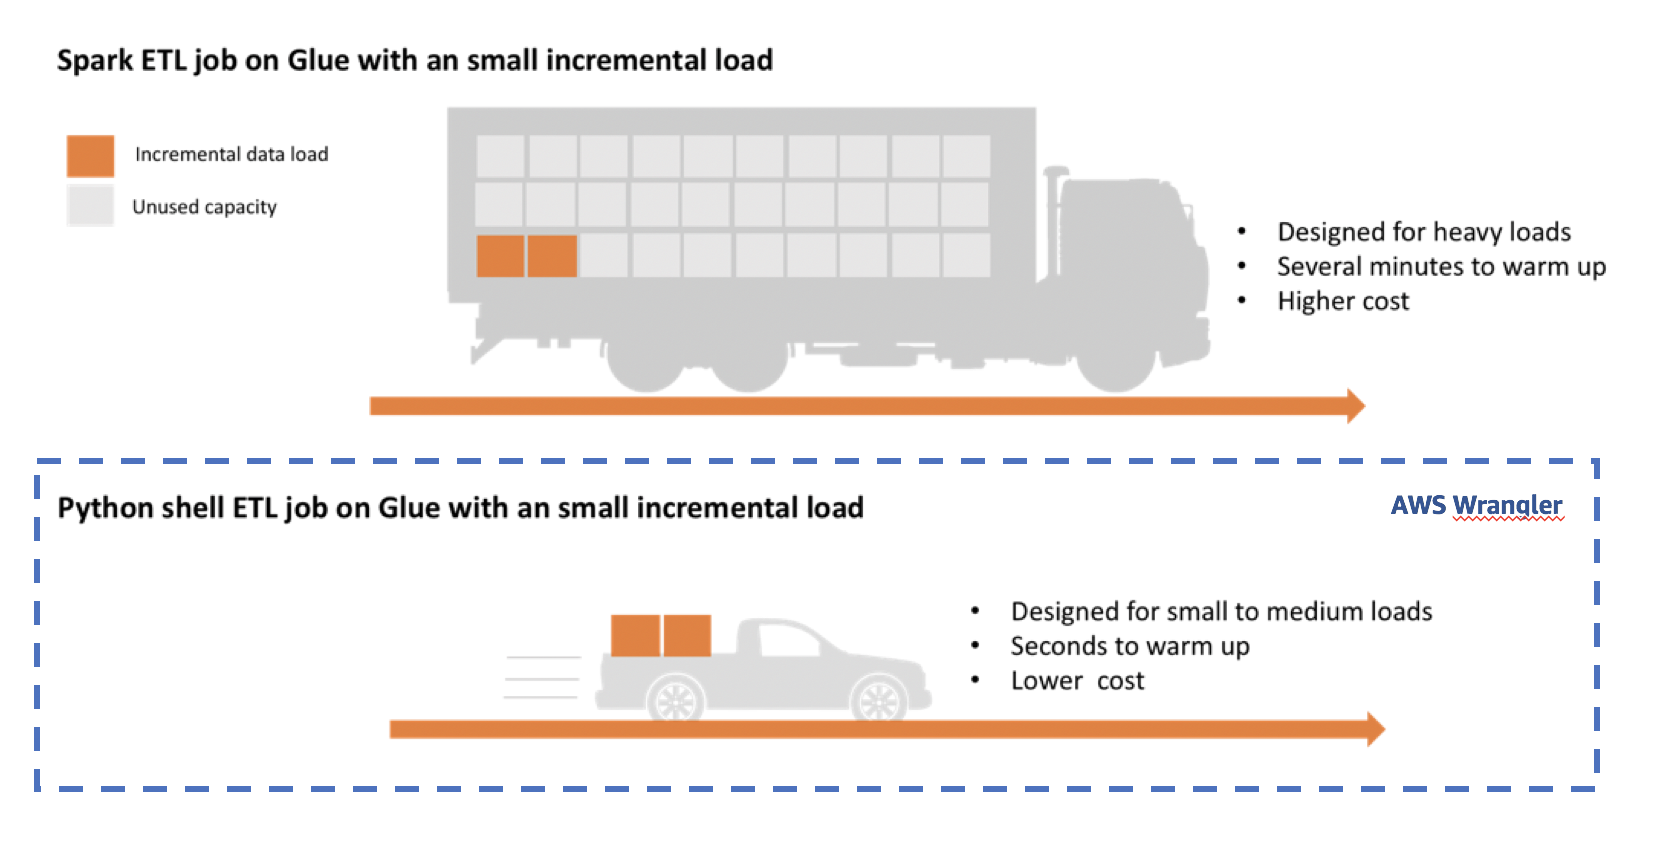 Spark ETL job on Glue with an small incremental load
Incremental data load
Unused capacity
• Designed for heavy loads
• Several minutes to warm up
• Higher cost
Python shell ETL job on Glue with an small incremental load
AWS Wrangler
• Designed for small to medium loads
• Seconds to warm up
• Lower cost